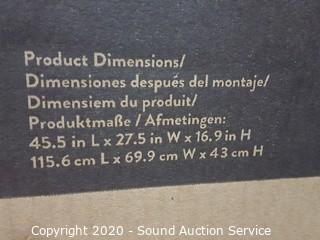 Product Dimensions/
Dimensiones después del montaje/
Dimensiem du produit/
Produktmaße / Afmetingen:
45.5 in L x 27.5 in W x 16.9 in H
115.6 cm L x 69.9 cm W x 43 cm H
Copyright 2020 - Sound Auction Service